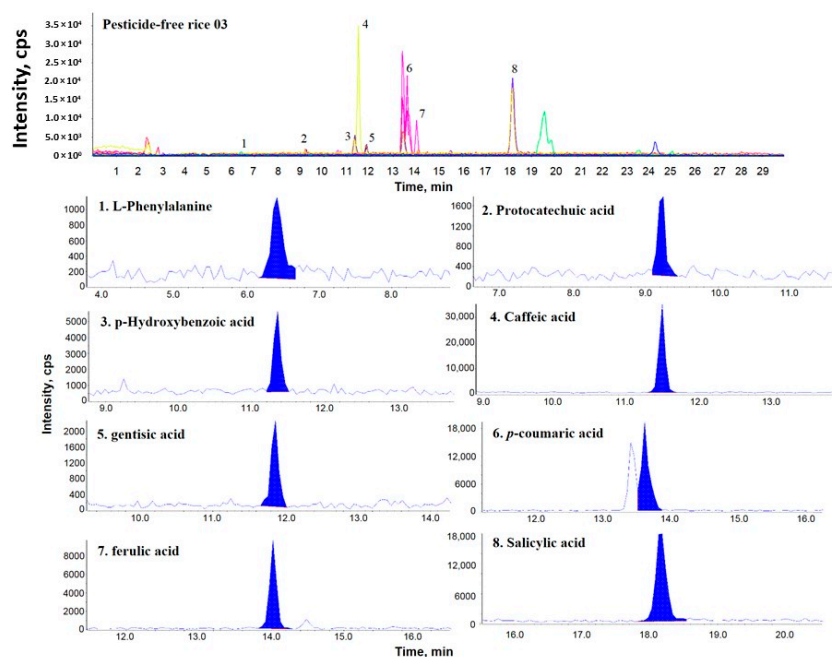 Pesticide-free rice 03
Intensity, cps
3.5×10⁴
3.0×10⁴
2.5×10⁴
2.0×10⁴
1.5×10⁴
1.0×10⁴
5.0×10³
0.0×10⁰
1 2 3 4 5 6 7 8
1 2 3 4 5 6 7 8 9 10 11 12 13 14 15 16 17 18 19 20 21 22 23 24 25 26 27 28 29
Time, min
1. L-Phenylalanine
1000
800
600
400
200
0
4.0 5.0 6.0 7.0 8.0
2. Protocatechuic acid
1600
1200
800
400
0
7.0 8.0 9.0 10.0 11.0
Intensity, cps
3. p-Hydroxybenzoic acid
5000
4000
3000
2000
1000
0
9.0 10.0 11.0 12.0 13.0
4. Caffeic acid
30,000
20,000
10,000
0
9.0 10.0 11.0 12.0 13.0
5. gentisic acid
2000
1600
1200
800
400
0
10.0 11.0 12.0 13.0 14.0
6. p-coumaric acid
18,000
12,000
6000
0
12.0 13.0 14.0 15.0 16.0
7. ferulic acid
8000
6000
4000
2000
0
12.0 13.0 14.0 15.0 16.0
Time, min
8. Salicylic acid
18,000
12,000
6000
0
16.0 17.0 18.0 19.0 20.0